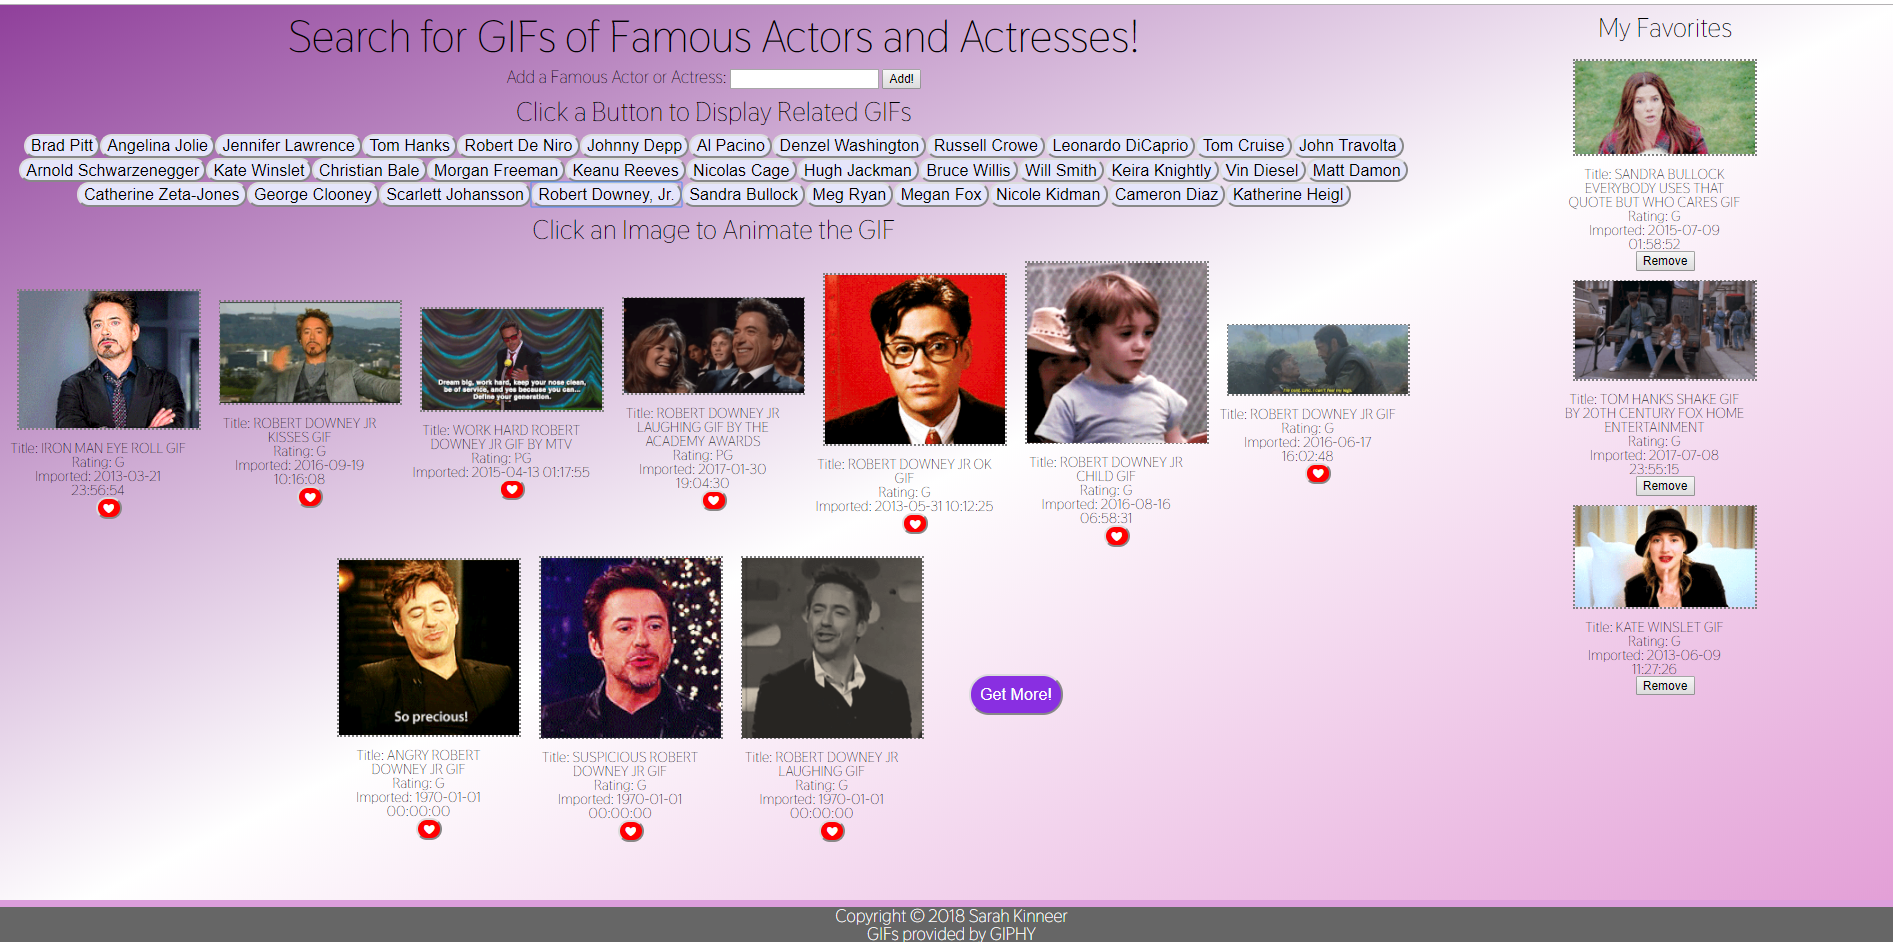 Search for GIFs of Famous Actors and Actresses!
Add a Famous Actor or Actress: Add!
Click a Button to Display Related GIFs
Brad Pitt Angelina Jolie Jennifer Lawrence Tom Hanks Robert De Niro Johnny Depp Al Pacino Denzel Washington Russell Crowe Leonardo DiCaprio Tom Cruise John Travolta
Arnold Schwarzenegger Kate Winslet Christian Bale Morgan Freeman Keanu Reeves Nicolas Cage Hugh Jackman Bruce Willis Will Smith Keira Knightly Vin Diesel Matt Damon
Catherine Zeta-Jones George Clooney Scarlett Johansson Robert Downey, Jr. Sandra Bullock Meg Ryan Megan Fox Nicole Kidman Cameron Diaz Katherine Heigl
Click an Image to Animate the GIF
Title: IRON MAN EYE ROLL GIF
Rating: G
Imported: 2013-03-21
23:56:54
Title: ROBERT DOWNEY JR
KISSES GIF
Rating: G
Imported: 2016-09-19
10:16:08
Dream big, work hard, keep your nose clean,
be of service, and yes because you can...
Define your generation.
Title: WORK HARD ROBERT
DOWNEY JR GIF BY MTV
Rating: PG
Imported: 2015-04-13 01:17:55
Title: ROBERT DOWNEY JR
LAUGHING GIF BY THE
ACADEMY AWARDS
Rating: PG
Imported: 2017-01-30
19:04:30
Title: ROBERT DOWNEY JR OK
GIF
Rating: G
Imported: 2013-05-31 10:12:25
Title: ROBERT DOWNEY JR
CHILD GIF
Rating: G
Imported: 2016-08-16
06:58:31
Title: ROBERT DOWNEY JR GIF
Rating: G
Imported: 2016-06-17
16:02:48
So precious!
Title: ANGRY ROBERT
DOWNEY JR GIF
Rating: G
Imported: 1970-01-01
00:00:00
Title: SUSPICIOUS ROBERT
DOWNEY JR GIF
Rating: G
Imported: 1970-01-01
00:00:00
Title: ROBERT DOWNEY JR
LAUGHING GIF
Rating: G
Imported: 1970-01-01
00:00:00
Get More!
My Favorites
Title: SANDRA BULLOCK
EVERYBODY USES THAT
QUOTE BUT WHO CARES GIF
Rating: G
Imported: 2015-07-09
01:58:52
Remove
Title: TOM HANKS SHAKE GIF
BY 20TH CENTURY FOX HOME
ENTERTAINMENT
Rating: G
Imported: 2017-07-08
23:55:15
Remove
Title: KATE WINSLET GIF
Rating: G
Imported: 2013-06-09
11:27:26
Remove
Copyright © 2018 Sarah Kinneer
GIFs provided by GIPHY